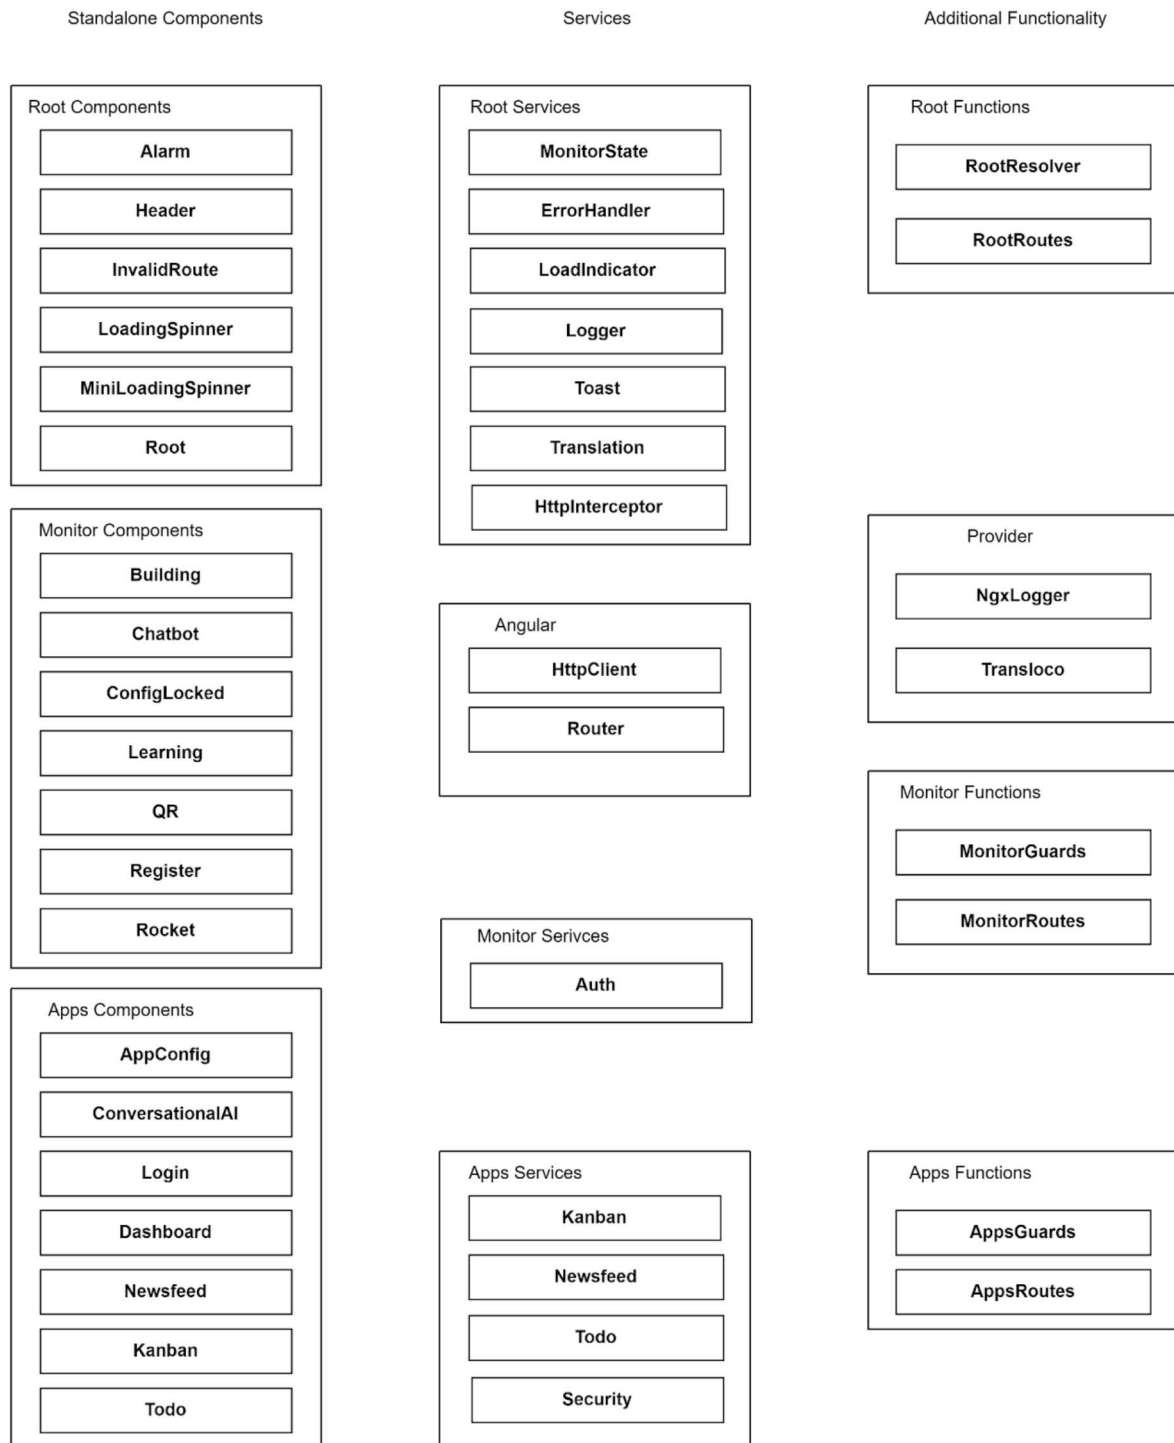 Standalone Components
Services
Additional Functionality
Root Components
Alarm
Header
InvalidRoute
LoadingSpinner
MiniLoadingSpinner
Root
Monitor Components
Building
Chatbot
ConfigLocked
Learning
QR
Register
Rocket
Apps Components
AppConfig
ConversationalAI
Login
Dashboard
Newsfeed
Kanban
Todo
Root Services
MonitorState
ErrorHandler
LoadIndicator
Logger
Toast
Translation
HttpInterceptor
Angular
HttpClient
Router
Monitor Serivces
Auth
Apps Services
Kanban
Newsfeed
Todo
Security
Root Functions
RootResolver
RootRoutes
Provider
NgxLogger
Transloco
Monitor Functions
MonitorGuards
MonitorRoutes
Apps Functions
AppsGuards
AppsRoutes